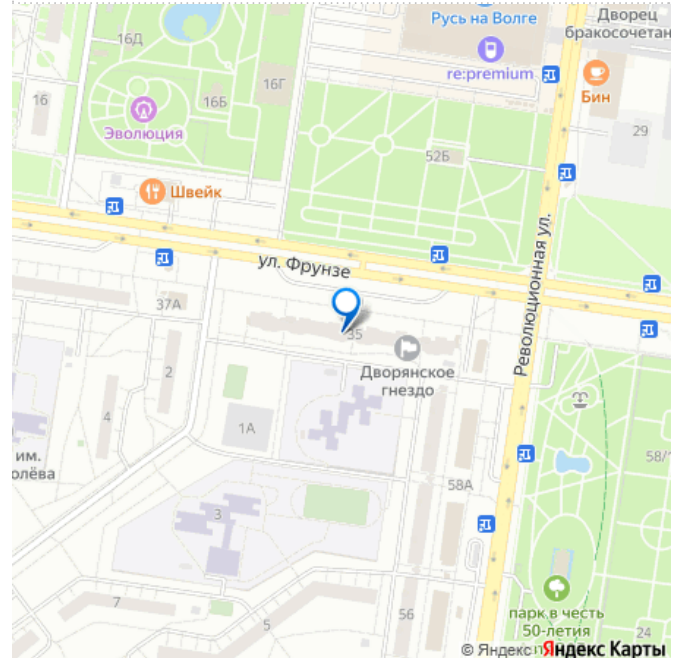 Русь на Волге
Дворец
бракосочетан
16Д
re:premium
16Г
Бин
16
16Б
Эволюция
29
52Б
Швейк
ул. Фрунзе
Революционная ул.
37А
35
Дворянское
гнездо
2
4
1А
им.
олёва
58/1
58А
3
7
5
56
парк в честь
50-летия
24
© Яндекс
Яндекс Карты